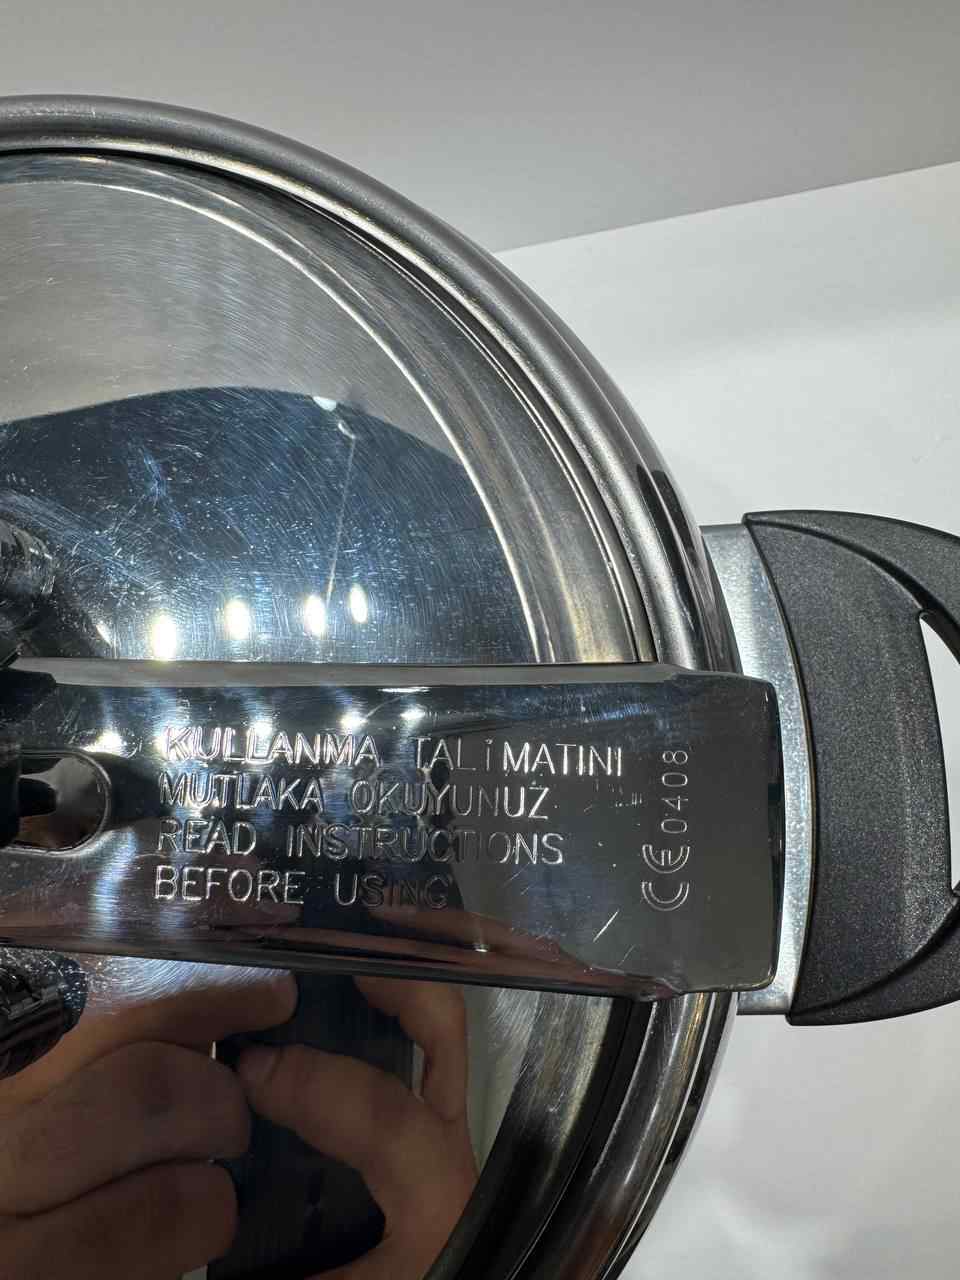 KULLANMA TALİMATINI
MUTLAKA OKUYUNUZ
READ INSTRUCTIONS
BEFORE USING
CE 0408